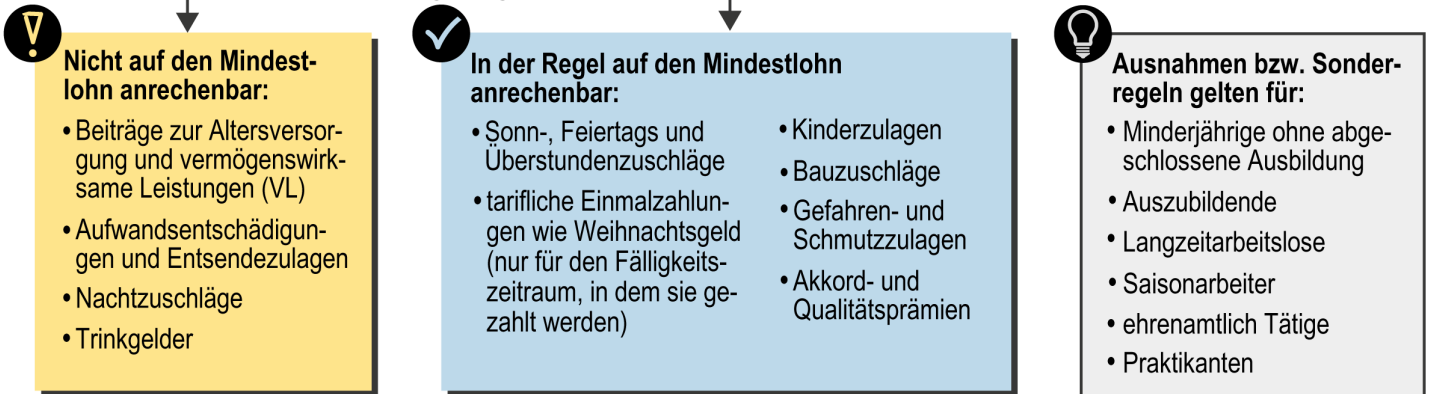 Nicht auf den Mindest-
lohn anrechenbar:
• Beiträge zur Altersversor-
gung und vermögenswirk-
same Leistungen (VL)
• Aufwandsentschädigun-
gen und Entsendezulagen
• Nachtzuschläge
• Trinkgelder
In der Regel auf den Mindestlohn
anrechenbar:
• Sonn-, Feiertags und
Überstundenzuschläge
• tarifliche Einmalzahlun-
gen wie Weihnachtsgeld
(nur für den Fälligkeits-
zeitraum, in dem sie ge-
zahlt werden)
• Kinderzulagen
• Bauzuschläge
• Gefahren- und
Schmutzzulagen
• Akkord- und
Qualitätsprämien
Ausnahmen bzw. Sonder-
regeln gelten für:
• Minderjährige ohne abge-
schlossene Ausbildung
• Auszubildende
• Langzeitarbeitslose
• Saisonarbeiter
• ehrenamtlich Tätige
• Praktikanten